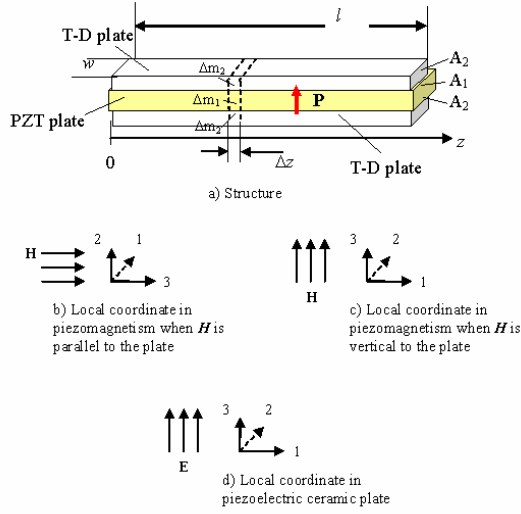 l
T-D plate
w
Δm₂
A₂
A₁
Δm₁
P
A₂
PZT plate
Δm₂
z
0
Δz
T-D plate
a) Structure
H
2
1
3
3
2
1
H
b) Local coordinate in
piezomagnetism when H is
parallel to the plate
c) Local coordinate in
piezomagnetism when H is
vertical to the plate
3
2
1
E
d) Local coordinate in
piezoelectric ceramic plate